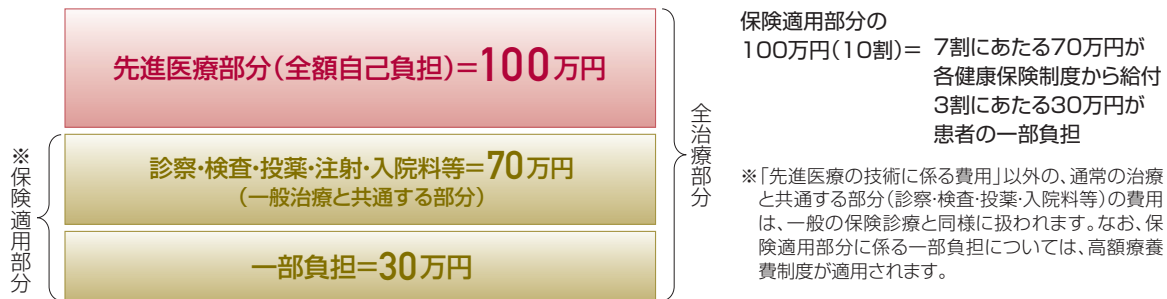 先進医療部分(全額自己負担)=100万円
診察・検査・投薬・注射・入院料等=70万円
(一般治療と共通する部分)
一部負担=30万円
※保険適用部分
全治療部分
保険適用部分の
100万円(10割)= 7割にあたる70万円が
各健康保険制度から給付
3割にあたる30万円が
患者の一部負担
※「先進医療の技術に係る費用」以外の、通常の治療
と共通する部分(診察・検査・投薬・入院料等)の費用
は、一般の保険診療と同様に扱われます。なお、保
険適用部分に係る一部負担については、高額療養
費制度が適用されます。